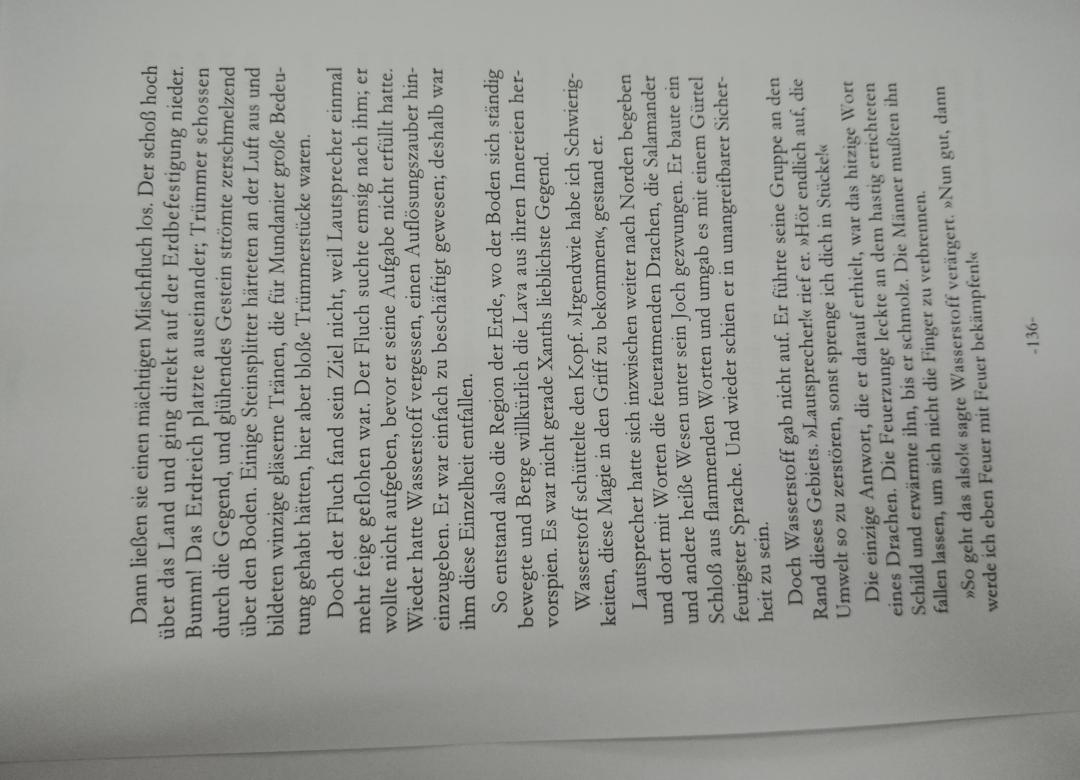 Dann ließen sie einen mächtigen Mischfluch los. Der schoß hoch
über das Land und ging direkt auf der Erdbefestigung nieder.
Bumm! Das Erdreich platzte auseinander; Trümmer schossen
durch die Gegend, und glühendes Gestein strömte zerschmelzend
über den Boden. Einige Steinsplitter härteten an der Luft aus und
bildeten winzige gläserne Tränen, die für Mundanier große Bedeu-
tung gehabt hätten, hier aber bloße Trümmerstücke waren.
Doch der Fluch fand sein Ziel nicht, weil Lautsprecher einmal
mehr feige geflohen war. Der Fluch suchte emsig nach ihm; er
wollte nicht aufgeben, bevor er seine Aufgabe nicht erfüllt hatte.
Wieder hatte Wasserstoff vergessen, einen Auflösungszauber hin-
einzugeben. Er war einfach zu beschäftigt gewesen; deshalb war
ihm diese Einzelheit entfallen.
So entstand also die Region der Erde, wo der Boden sich ständig
bewegte und Berge willkürlich die Lava aus ihren Innereien her-
vorspien. Es war nicht gerade Xanths lieblichste Gegend.
Wasserstoff schüttelte den Kopf. »Irgendwie habe ich Schwierig-
keiten, diese Magie in den Griff zu bekommen«, gestand er.
Lautsprecher hatte sich inzwischen weiter nach Norden begeben
und dort mit Worten die feueratmenden Drachen, die Salamander
und andere heiße Wesen unter sein Joch gezwungen. Er baute ein
Schloß aus flammenden Worten und umgab es mit einem Gürtel
feurigster Sprache. Und wieder schien er in unangreifbarer Sicher-
heit zu sein.
Doch Wasserstoff gab nicht auf. Er führte seine Gruppe an den
Rand dieses Gebiets. »Lautsprecher!« rief er. »Hör endlich auf, die
Umwelt so zu zerstören, sonst sprenge ich dich in Stücke!«
Die einzige Antwort, die er darauf erhielt, war das hitzige Wort
eines Drachen. Die Feuerzunge leckte an dem hastig errichteten
Schild und erwärmte ihn, bis er schmolz. Die Männer mußten ihn
fallen lassen, um sich nicht die Finger zu verbrennen.
»So geht das also!« sagte Wasserstoff verärgert. »Nun gut, dann
werde ich eben Feuer mit Feuer bekämpfen!«
-136-